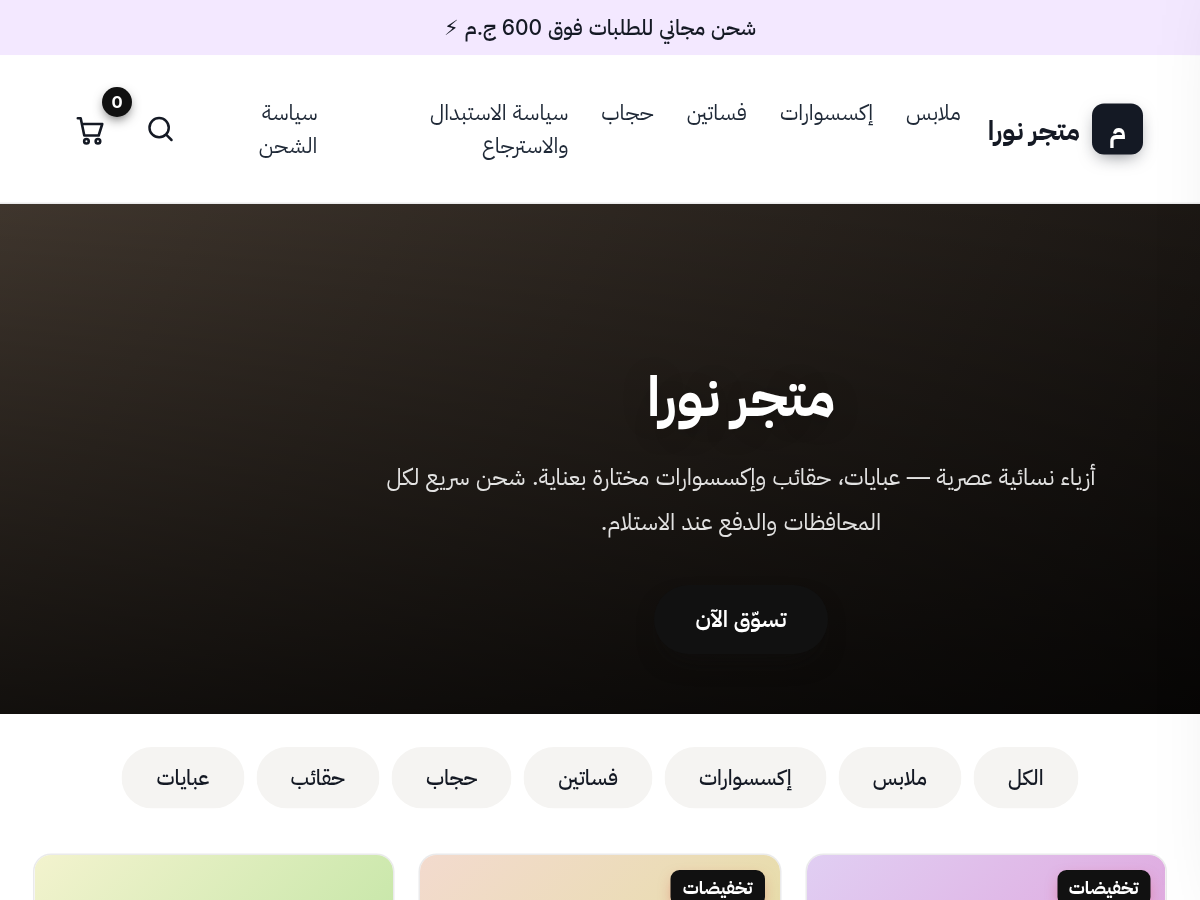 شحن مجاني للطلبات فوق 600 ج.م ⚡
م
متجر نورا
ملابس
إكسسوارات
فساتين
حجاب
سياسة الاستبدال
والاسترجاع
سياسة
الشحن
0
متجر نورا
أزياء نسائية عصرية — عبايات، حقائب وإكسسوارات مختارة بعناية. شحن سريع لكل
المحافظات والدفع عند الاستلام.
تسوّق الآن
الكل
ملابس
إكسسوارات
فساتين
حجاب
حقائب
عبايات
تخفيضات
تخفيضات